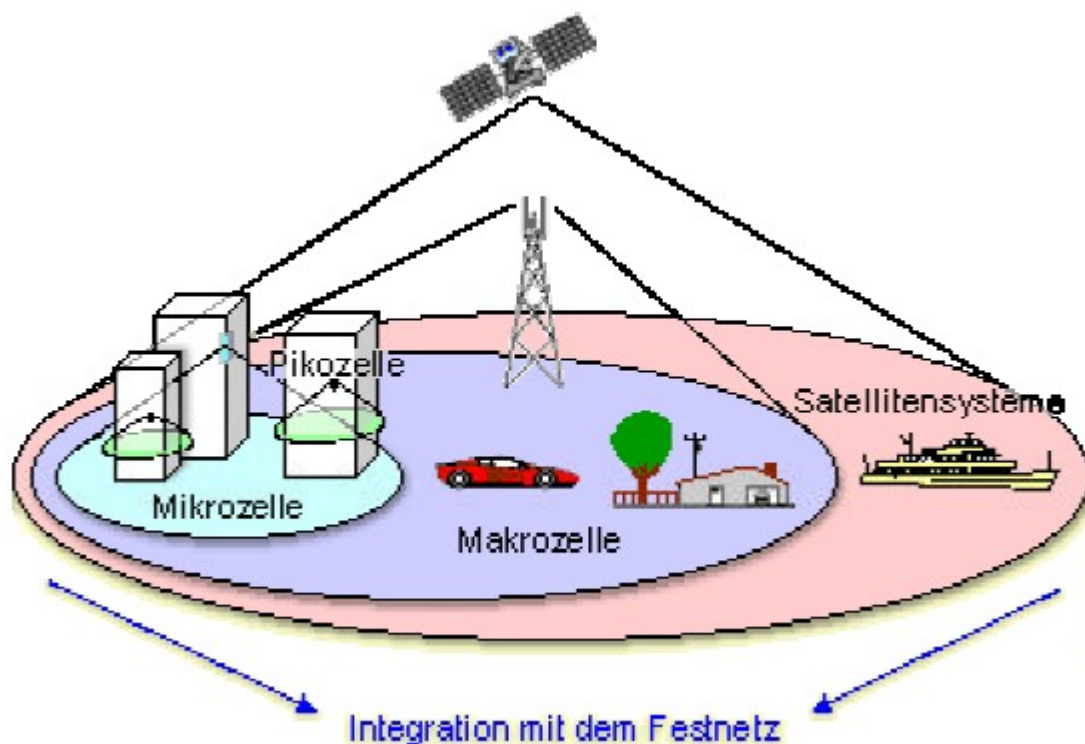 Pikozelle
Satellitensysteme
Mikrozelle
Makrozelle
Integration mit dem Festnetz